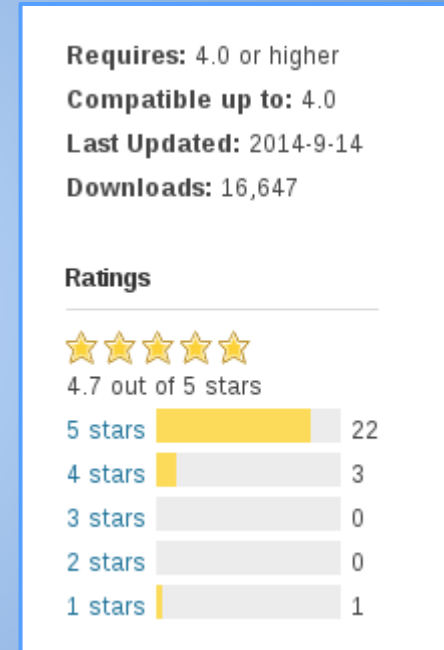 Requires: 4.0 or higher
Compatible up to: 4.0
Last Updated: 2014-9-14
Downloads: 16,647
Ratings
4.7 out of 5 stars
5 stars 22
4 stars 3
3 stars 0
2 stars 0
1 stars 1